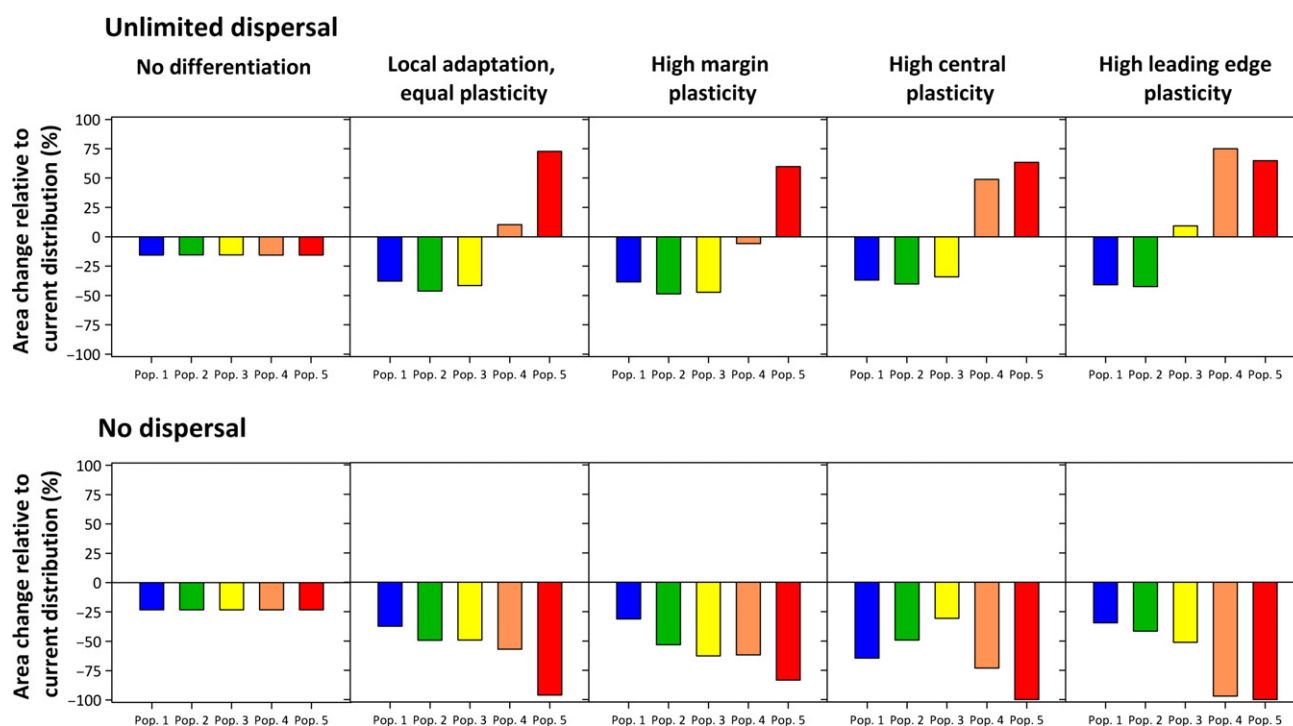 Unlimited dispersal
No differentiation
Local adaptation,
equal plasticity
High margin
plasticity
High central
plasticity
High leading edge
plasticity
Area change relative to
current distribution (%)
100
75
50
25
0
−25
−50
−75
−100
Pop. 1 Pop. 2 Pop. 3 Pop. 4 Pop. 5 Pop. 1 Pop. 2 Pop. 3 Pop. 4 Pop. 5 Pop. 1 Pop. 2 Pop. 3 Pop. 4 Pop. 5 Pop. 1 Pop. 2 Pop. 3 Pop. 4 Pop. 5 Pop. 1 Pop. 2 Pop. 3 Pop. 4 Pop. 5
No dispersal
Area change relative to
current distribution (%)
100
75
50
25
0
−25
−50
−75
−100
Pop. 1 Pop. 2 Pop. 3 Pop. 4 Pop. 5 Pop. 1 Pop. 2 Pop. 3 Pop. 4 Pop. 5 Pop. 1 Pop. 2 Pop. 3 Pop. 4 Pop. 5 Pop. 1 Pop. 2 Pop. 3 Pop. 4 Pop. 5 Pop. 1 Pop. 2 Pop. 3 Pop. 4 Pop. 5